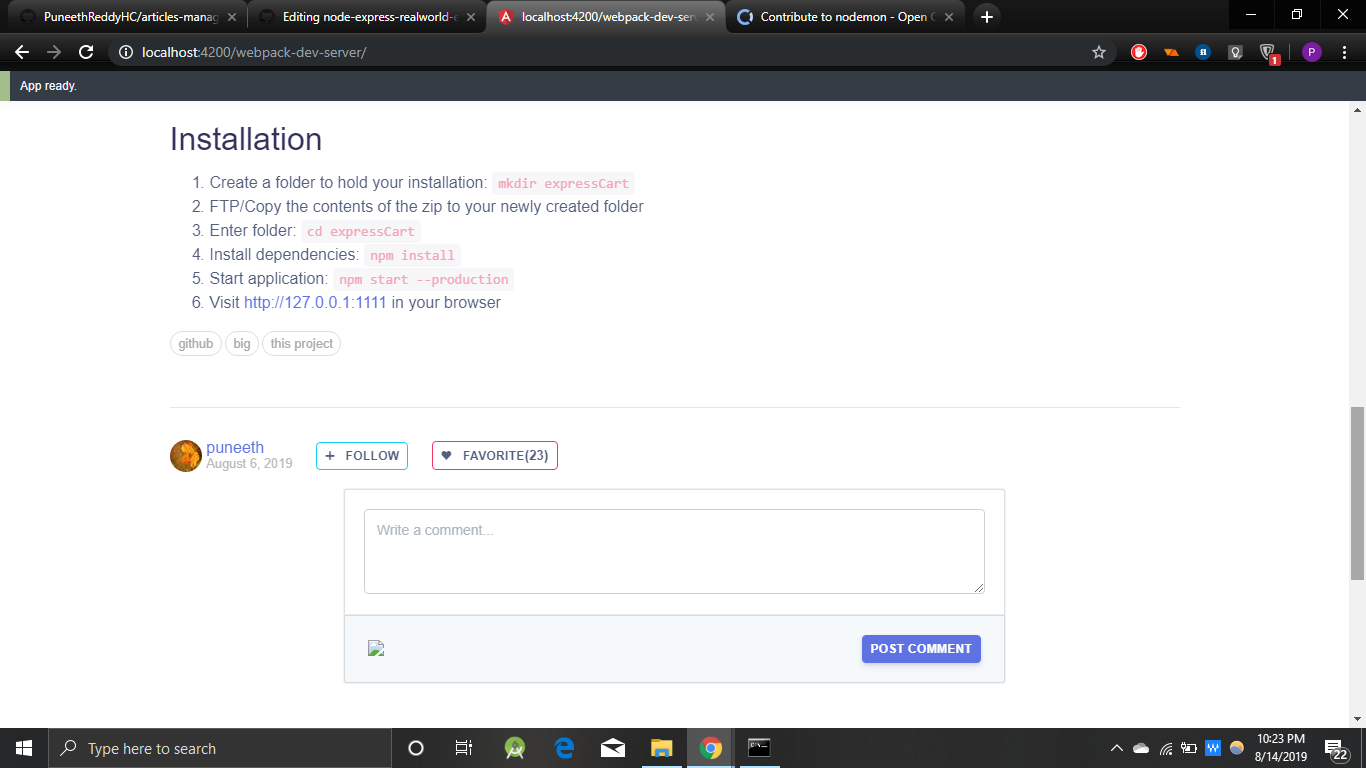 PuneethReddyHC/articles-manag
Editing node-express-realworld-e
localhost:4200/webpack-dev-serv
Contribute to nodemon - Open C
localhost:4200/webpack-dev-server/
1
P
App ready.
Installation
1. Create a folder to hold your installation: mkdir expressCart
2. FTP/Copy the contents of the zip to your newly created folder
3. Enter folder: cd expressCart
4. Install dependencies: npm install
5. Start application: npm start --production
6. Visit http://127.0.0.1:1111 in your browser
github big this project
puneeth
August 6, 2019
+ FOLLOW
FAVORITE(23)
Write a comment...
POST COMMENT
Type here to search
W
10:23 PM
8/14/2019
22